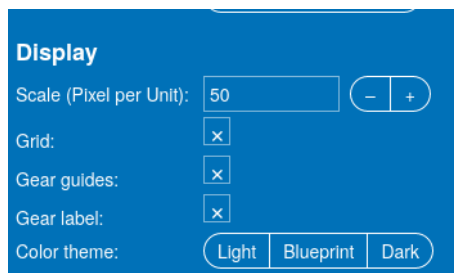 Display
Scale (Pixel per Unit): 50 – +
Grid: ×
Gear guides: ×
Gear label: ×
Color theme: Light Blueprint Dark